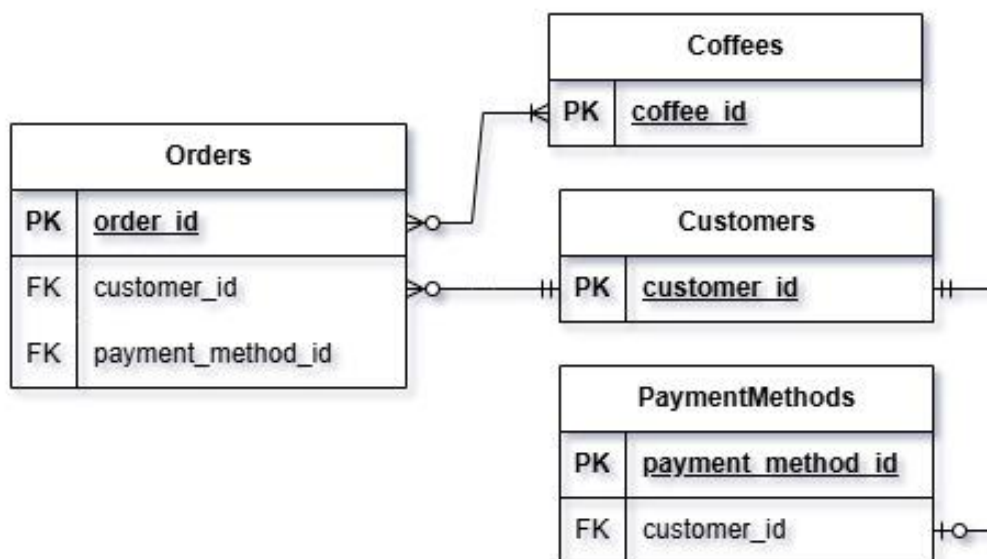 Coffees
PK coffee_id
Orders
PK order_id
FK customer_id
FK payment_method_id
Customers
PK customer_id
PaymentMethods
PK payment_method_id
FK customer_id